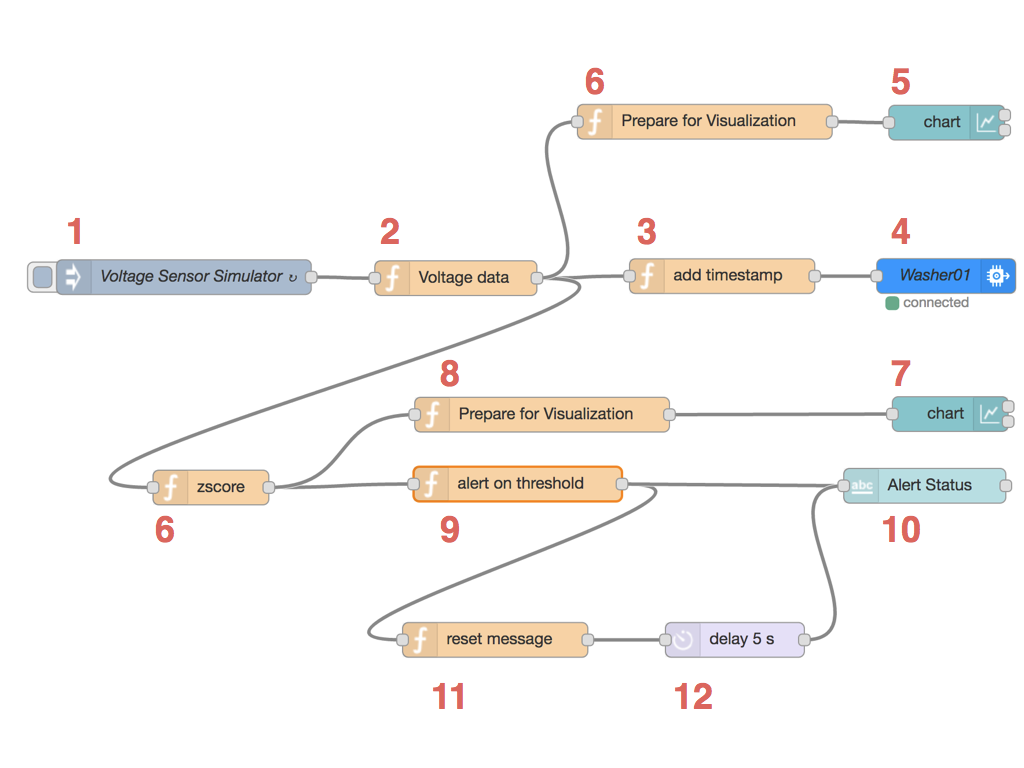 6
5
Prepare for Visualization
chart
1
2
3
4
Voltage Sensor Simulator ↻
Voltage data
add timestamp
Washer01
connected
8
7
Prepare for Visualization
chart
zscore
alert on threshold
abc
Alert Status
6
9
10
reset message
delay 5 s
11
12